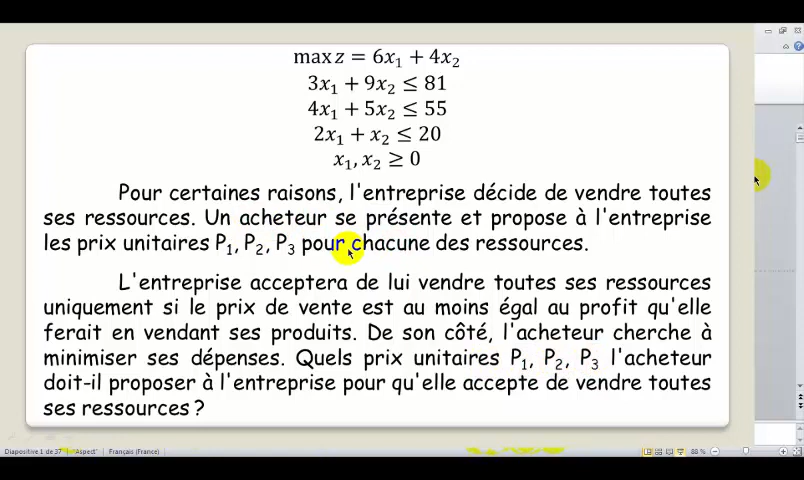 max z = 6x₁ + 4x₂
3x₁ + 9x₂ ≤ 81
4x₁ + 5x₂ ≤ 55
2x₁ + x₂ ≤ 20
x₁, x₂ ≥ 0
Pour certaines raisons, l'entreprise décide de vendre toutes
ses ressources. Un acheteur se présente et propose à l'entreprise
les prix unitaires P₁, P₂, P₃ pour chacune des ressources.
L'entreprise acceptera de lui vendre toutes ses ressources
uniquement si le prix de vente est au moins égal au profit qu'elle
ferait en vendant ses produits. De son côté, l'acheteur cherche à
minimiser ses dépenses. Quels prix unitaires P₁, P₂, P₃ l'acheteur
doit-il proposer à l'entreprise pour qu'elle accepte de vendre toutes
ses ressources ?
Diapositive 1 de 37 "Aspect" Français (France) 88 %